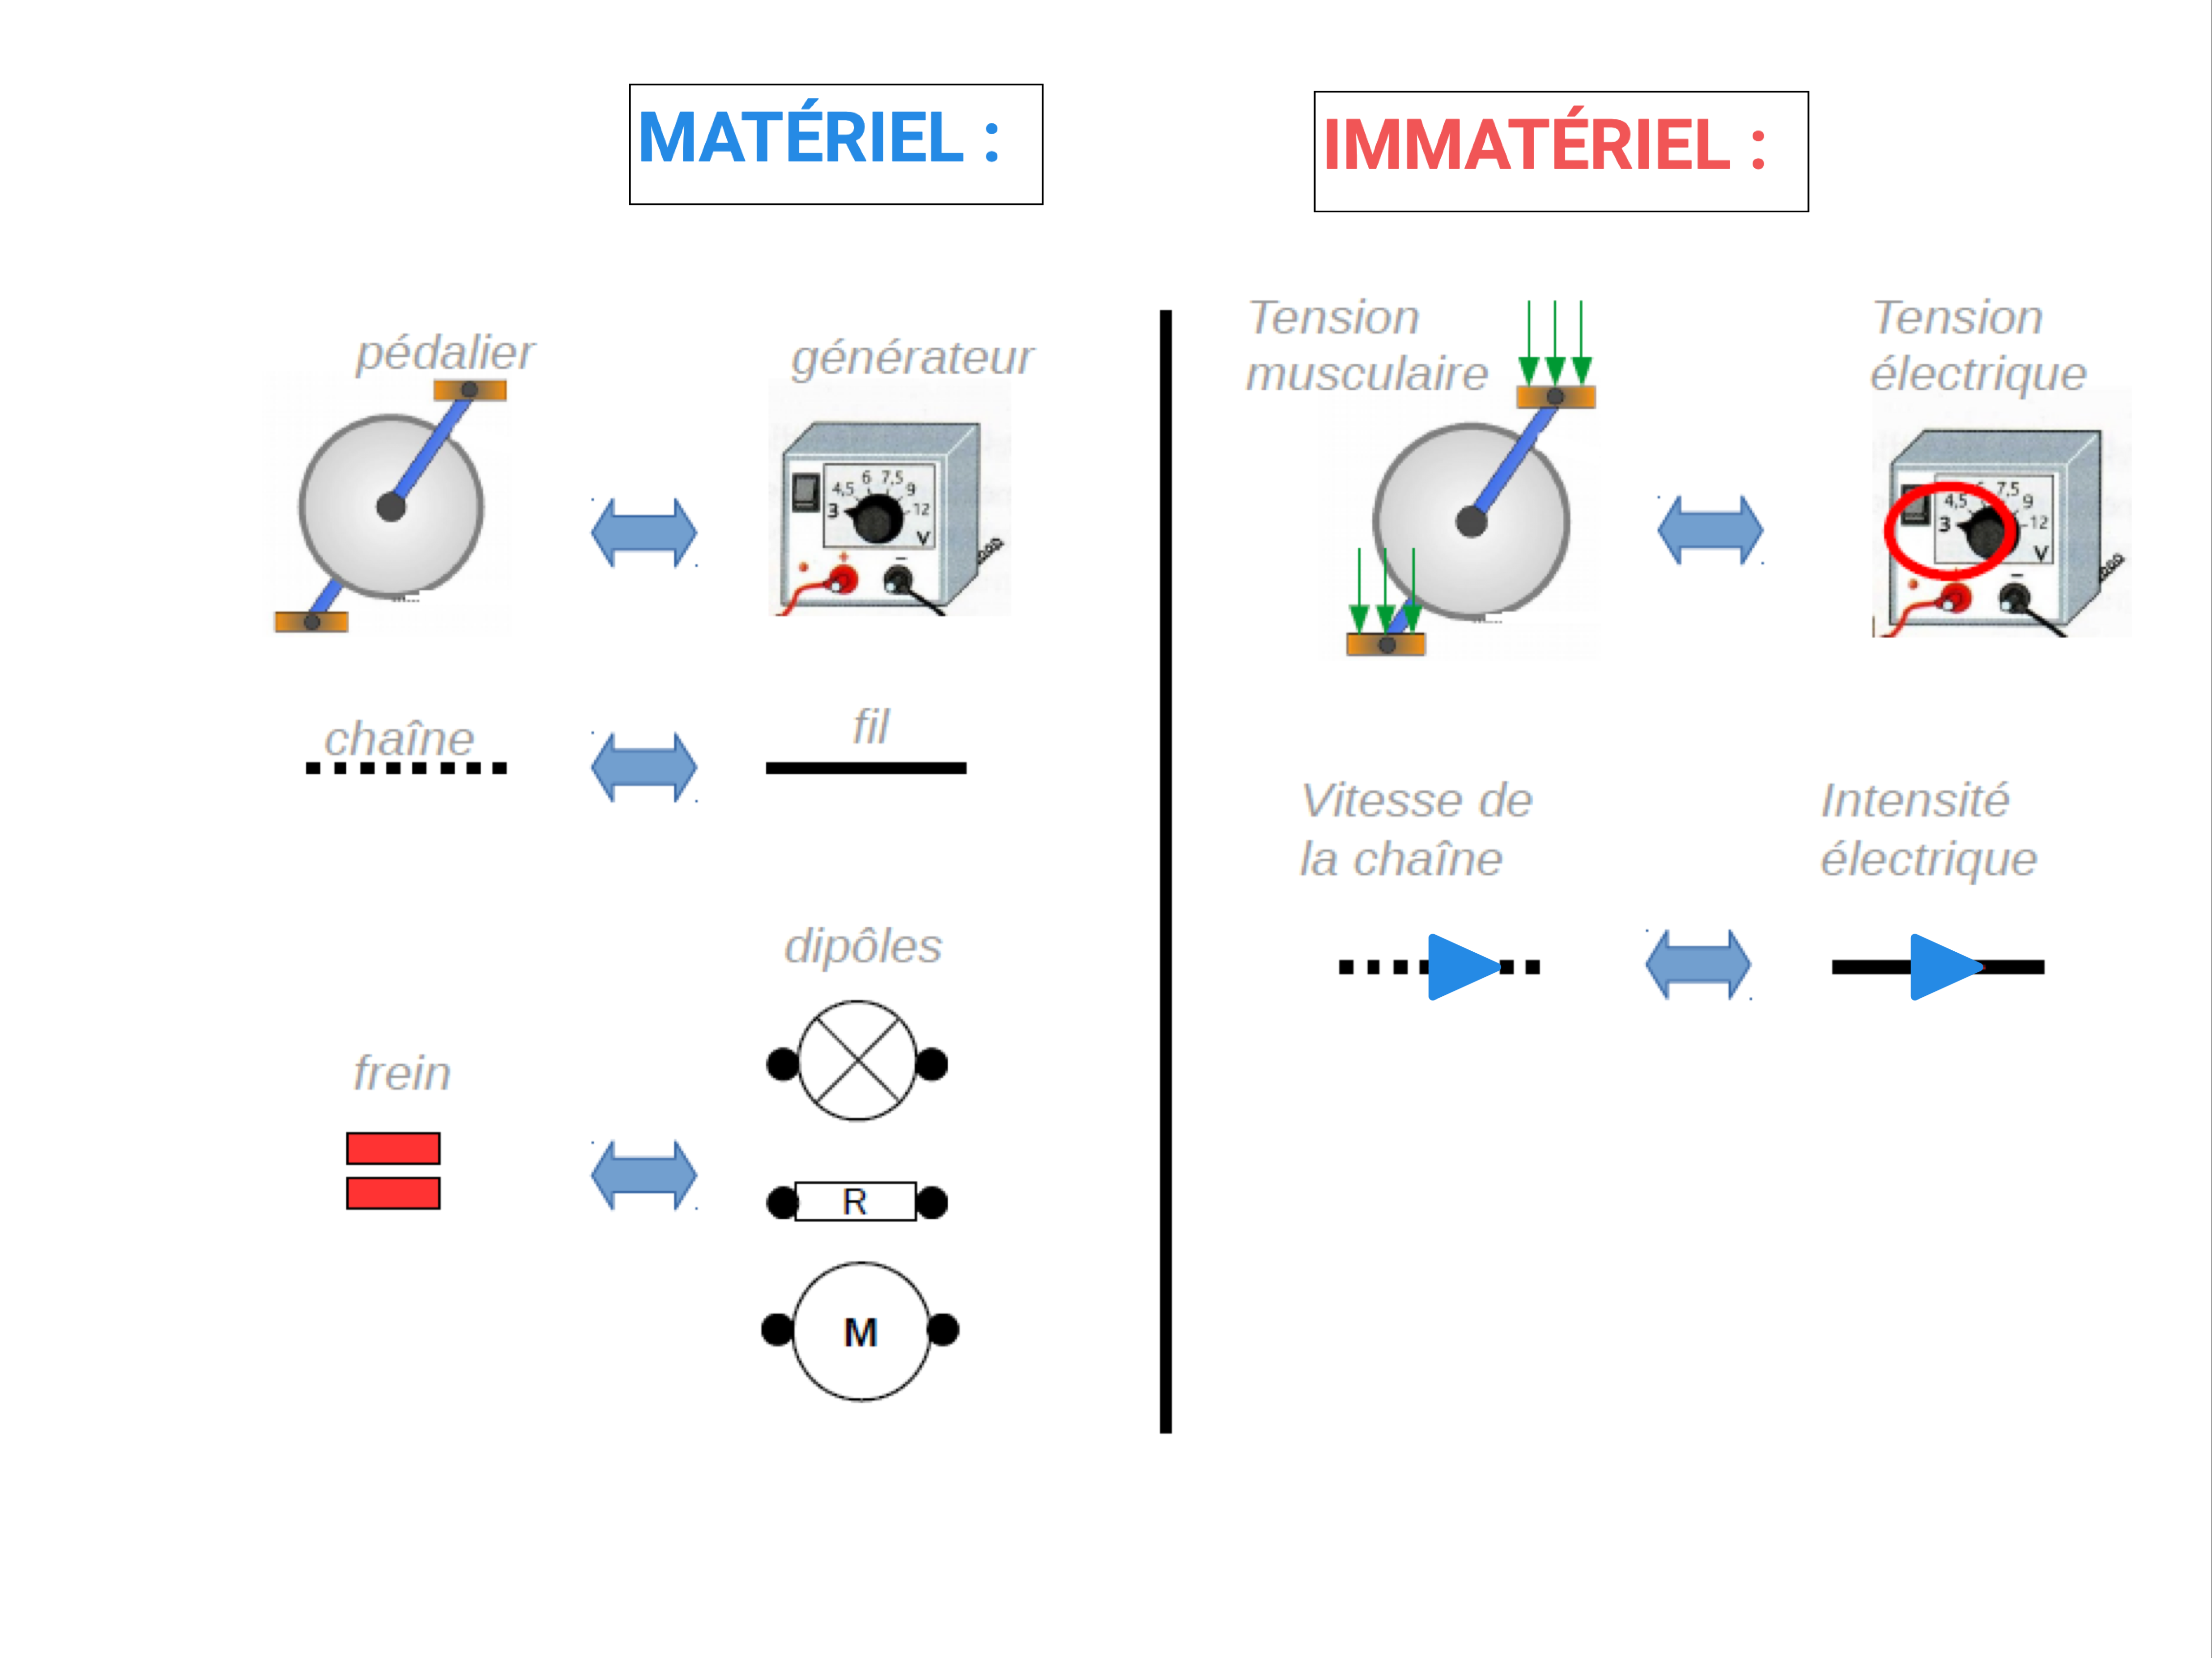 MATÉRIEL :
IMMATÉRIEL :
pédalier
générateur
3 4,5 6 7,5 9 12
V
+ -
chaîne
fil
frein
dipôles
R
M
Tension
musculaire
Tension
électrique
3 4,5 7,5 9 12
V
-
Vitesse de
la chaîne
Intensité
électrique